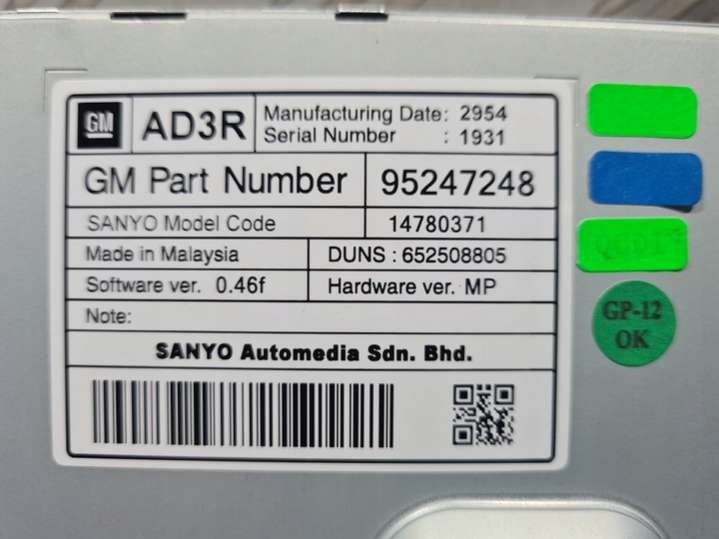 GM
AD3R
Manufacturing Date: 2954
Serial Number : 1931
GM Part Number 95247248
SANYO Model Code 14780371
Made in Malaysia DUNS : 652508805
Software ver. 0.46f Hardware ver. MP
Note:
SANYO Automedia Sdn. Bhd.
GP-12
OK